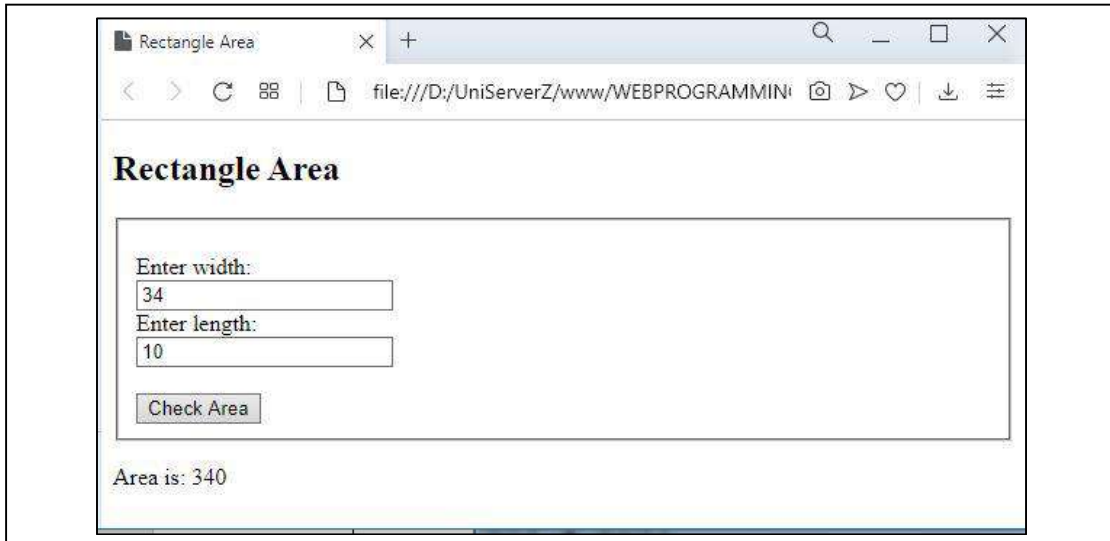 Rectangle Area
file:///D:/UniServerZ/www/WEBPROGRAMMIN
Rectangle Area
Enter width:
34
Enter length:
10
Check Area
Area is: 340